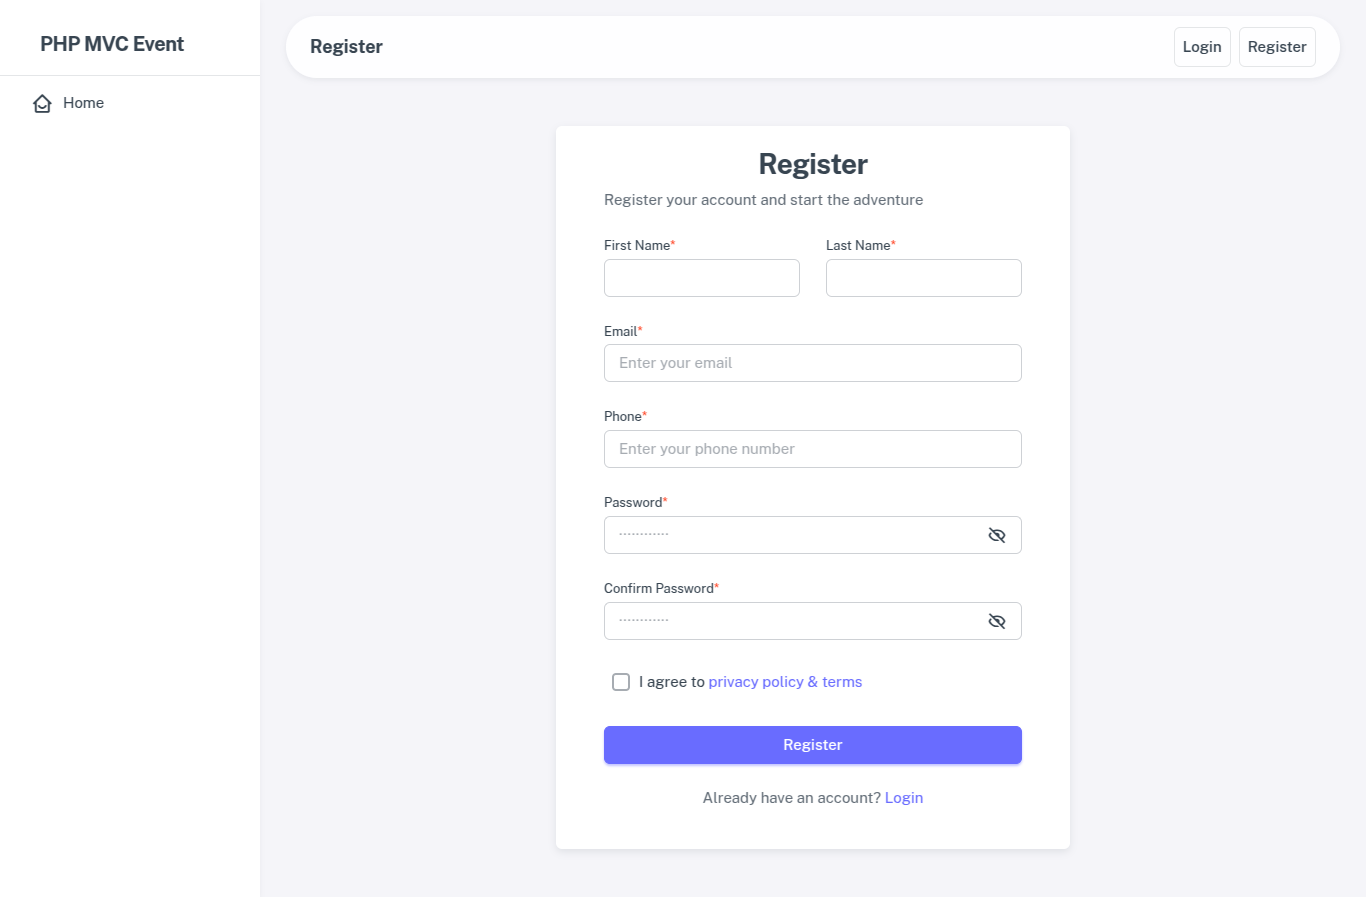 PHP MVC Event
Home
Register
Login
Register
Register
Register your account and start the adventure
First Name*
Last Name*
Email*
Enter your email
Phone*
Enter your phone number
Password*
············
Confirm Password*
············
I agree to privacy policy & terms
Register
Already have an account? Login